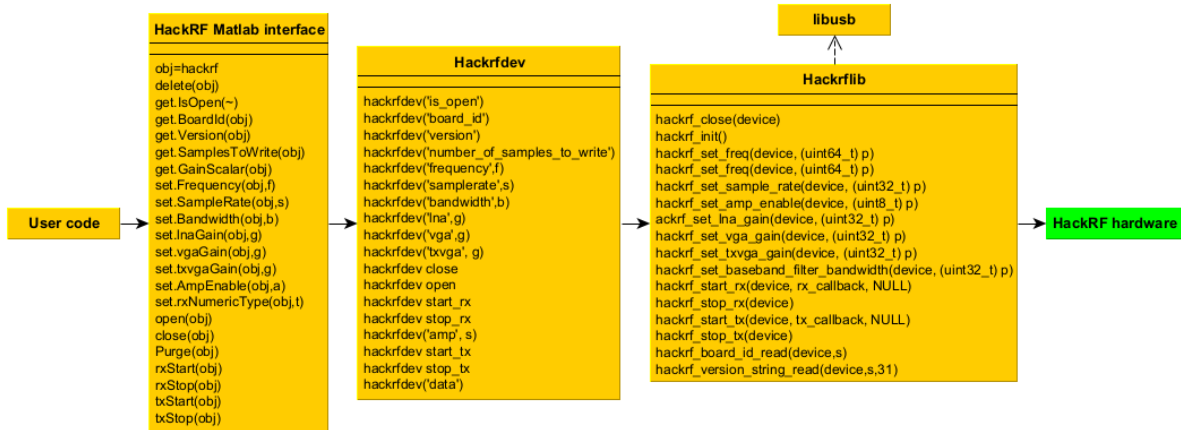 User code
HackRF Matlab interface
obj=hackrf
delete(obj)
get.IsOpen(~)
get.BoardId(obj)
get.Version(obj)
get.SamplesToWrite(obj)
get.GainScalar(obj)
set.Frequency(obj,f)
set.SampleRate(obj,s)
set.Bandwidth(obj,b)
set.lnaGain(obj,g)
set.vgaGain(obj,g)
set.txvgaGain(obj,g)
set.AmpEnable(obj,a)
set.rxNumericType(obj,t)
open(obj)
close(obj)
Purge(obj)
rxStart(obj)
rxStop(obj)
txStart(obj)
txStop(obj)
Hackrfdev
hackrfdev('is_open')
hackrfdev('board_id')
hackrfdev('version')
hackrfdev('number_of_samples_to_write')
hackrfdev('frequency',f)
hackrfdev('samplerate',s)
hackrfdev('bandwidth',b)
hackrfdev('lna',g)
hackrfdev('vga',g)
hackrfdev('txvga', g)
hackrfdev close
hackrfdev open
hackrfdev start_rx
hackrfdev stop_rx
hackrfdev('amp', s)
hackrfdev start_tx
hackrfdev stop_tx
hackrfdev('data')
libusb
Hackrflib
hackrf_close(device)
hackrf_init()
hackrf_set_freq(device, (uint64_t) p)
hackrf_set_freq(device, (uint64_t) p)
hackrf_set_sample_rate(device, (uint32_t) p)
hackrf_set_amp_enable(device, (uint8_t) p)
ackrf_set_lna_gain(device, (uint32_t) p)
hackrf_set_vga_gain(device, (uint32_t) p)
hackrf_set_txvga_gain(device, (uint32_t) p)
hackrf_set_baseband_filter_bandwidth(device, (uint32_t) p)
hackrf_start_rx(device, rx_callback, NULL)
hackrf_stop_rx(device)
hackrf_start_tx(device, tx_callback, NULL)
hackrf_stop_tx(device)
hackrf_board_id_read(device,s)
hackrf_version_string_read(device,s,31)
HackRF hardware